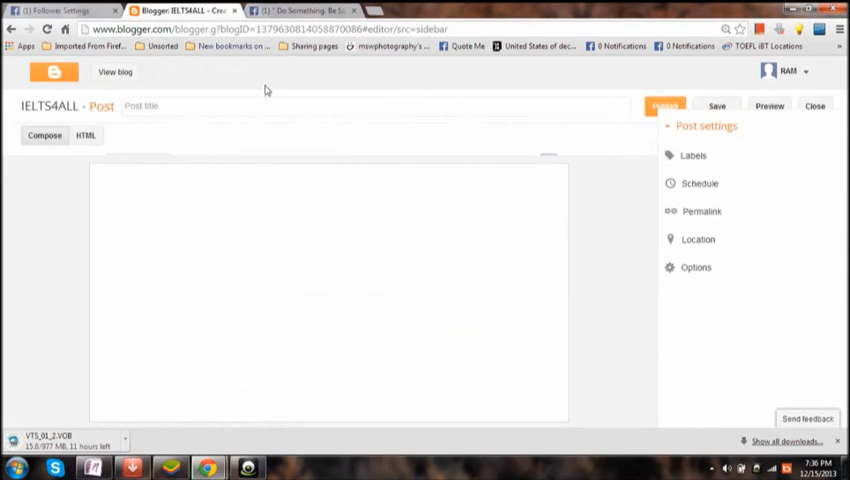 (1) Follower Settings
Blogger: IELTS4ALL - Crea
(1) " Do Something. Be So
www.blogger.com/blogger.g?blogID=1379630814058870086#editor/src=sidebar
Apps
Imported From Firef...
Unsorted
New bookmarks on ...
Sharing pages
mswphotography's ...
Quote Me
United States of dec...
0 Notifications
0 Notifications
TOEFL iBT Locations
View blog
RAM
IELTS4ALL · Post
Post title
Publish
Save
Preview
Close
Compose
HTML
Post settings
Labels
Schedule
Permalink
Location
Options
Send feedback
VTS_01_2.VOB
15.6/977 MB, 11 hours left
Show all downloads...
7:36 PM
12/15/2013